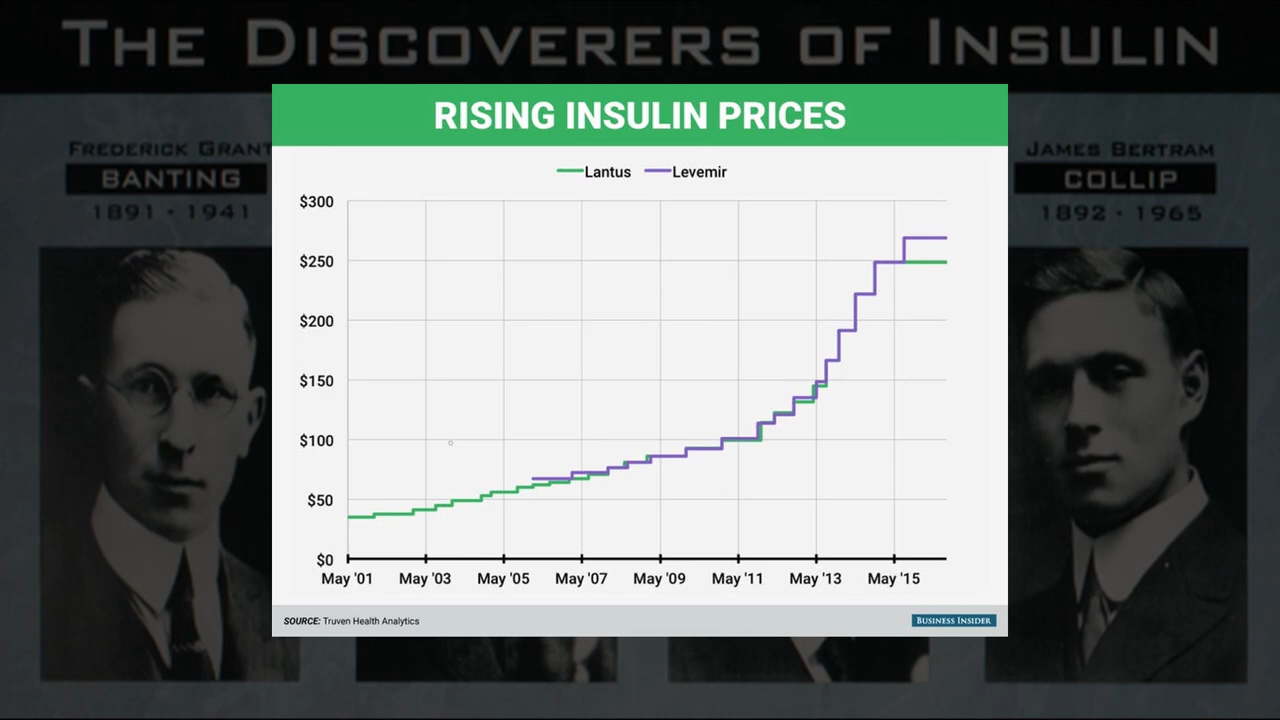 THE DISCOVERERS OF INSULIN
FREDERICK GRANT
BANTING
1891 · 1941
JAMES BERTRAM
COLLIP
1892 · 1965
RISING INSULIN PRICES
Lantus Levemir
$300
$250
$200
$150
$100
$50
$0
May '01 May '03 May '05 May '07 May '09 May '11 May '13 May '15
SOURCE: Truven Health Analytics
BUSINESS INSIDER